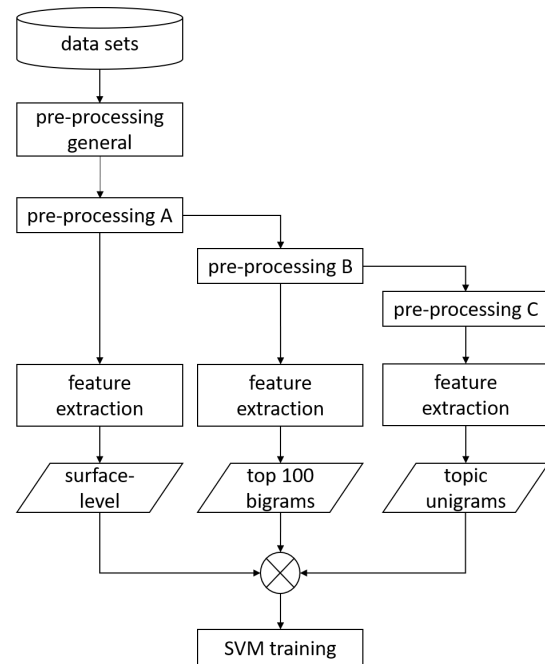 data sets
pre-processing
general
pre-processing A
pre-processing B
pre-processing C
feature
extraction
feature
extraction
feature
extraction
surface-
level
top 100
bigrams
topic
unigrams
SVM training